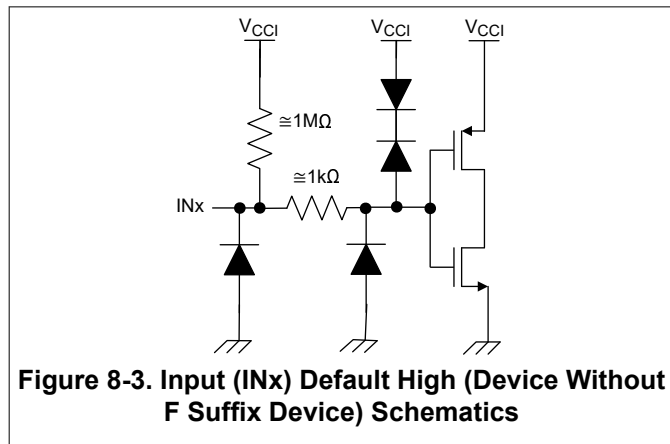 V_CCI V_CCI V_CCI
≅1MΩ
≅1kΩ
INx
Figure 8-3. Input (INx) Default High (Device Without
F Suffix Device) Schematics